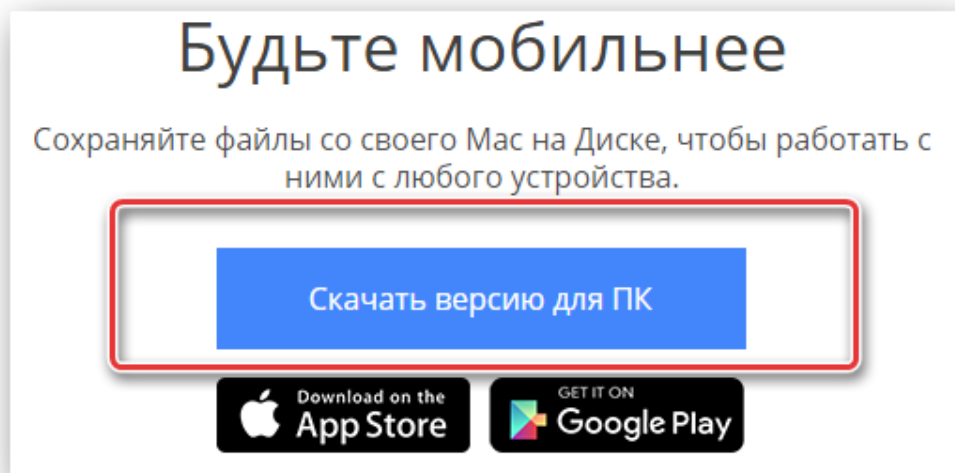 Будьте мобильнее
Сохраняйте файлы со своего Mac на Диске, чтобы работать с
ними с любого устройства.
Скачать версию для ПК
Download on the
App Store
GET IT ON
Google Play